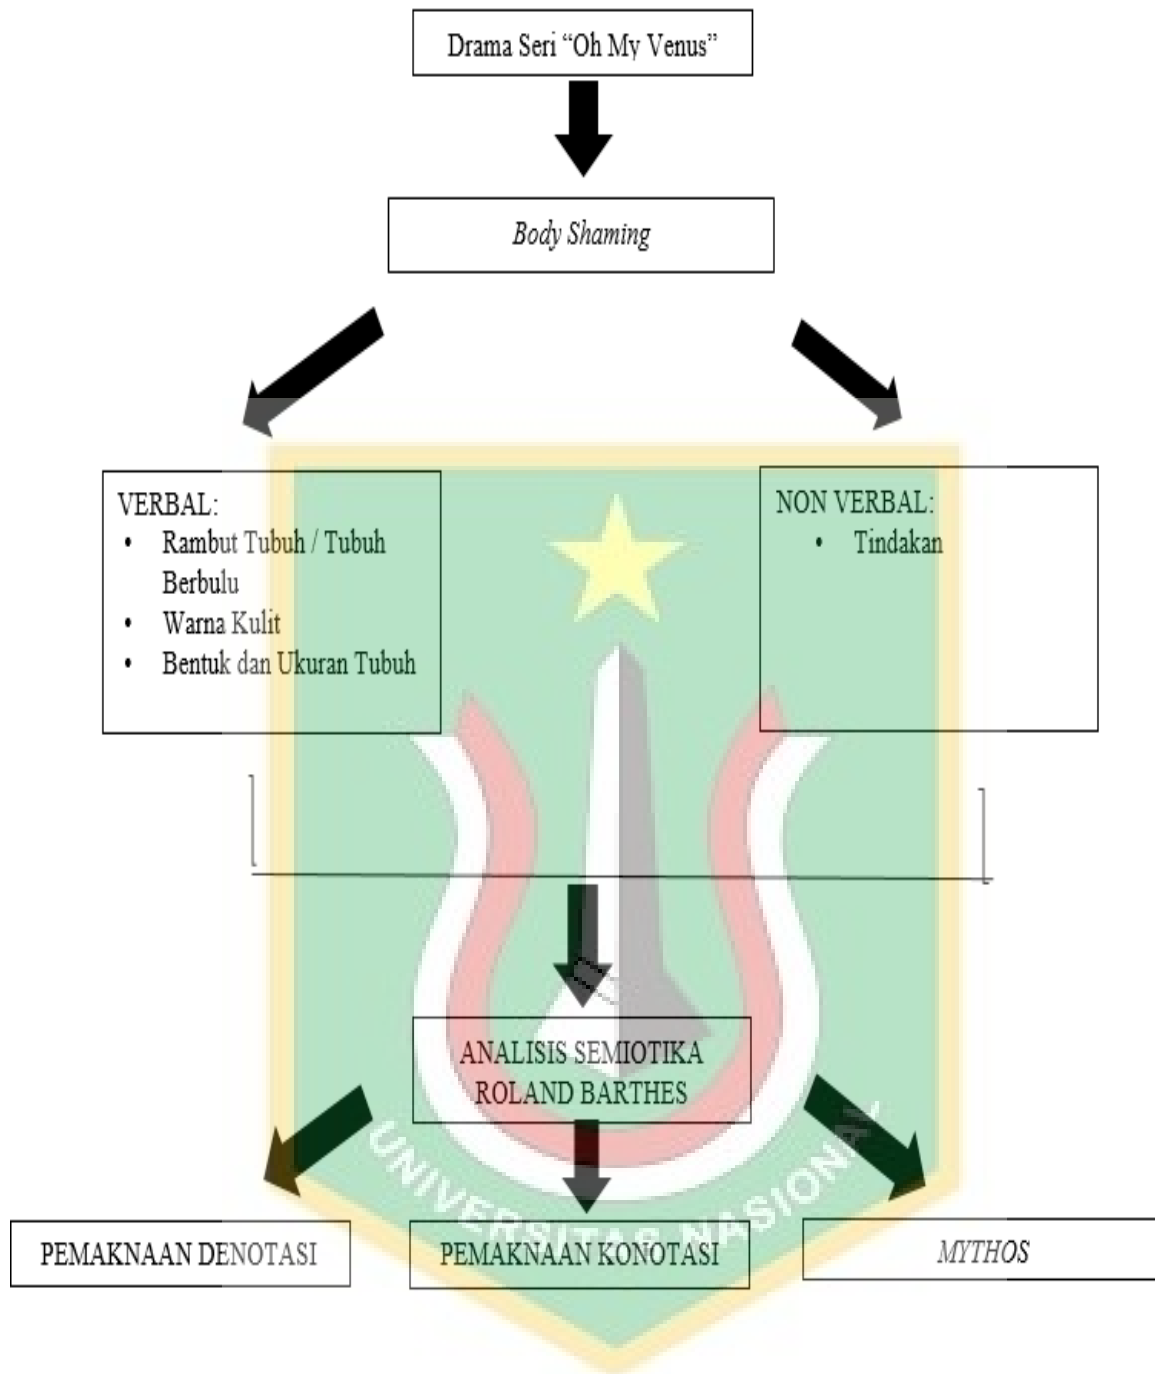 Drama Seri “Oh My Venus”
Body Shaming
VERBAL:
• Rambut Tubuh / Tubuh
Berbulu
• Warna Kulit
• Bentuk dan Ukuran Tubuh
NON VERBAL:
• Tindakan
ANALISIS SEMIOTIKA
ROLAND BARTHES
UNIVERSITAS NASIONAL
PEMAKNAAN DENOTASI
PEMAKNAAN KONOTASI
MYTHOS